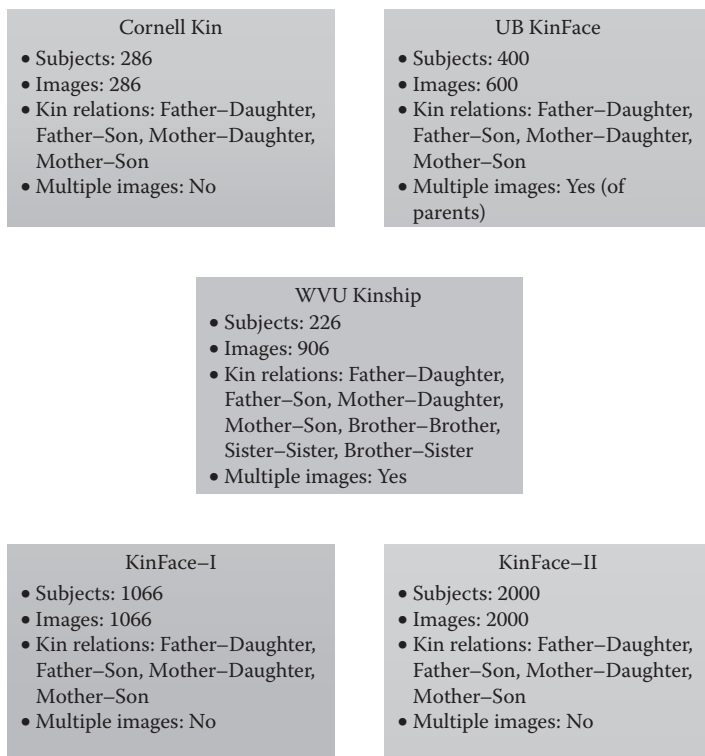 Cornell Kin
• Subjects: 286
• Images: 286
• Kin relations: Father–Daughter,
Father–Son, Mother–Daughter,
Mother–Son
• Multiple images: No
UB KinFace
• Subjects: 400
• Images: 600
• Kin relations: Father–Daughter,
Father–Son, Mother–Daughter,
Mother–Son
• Multiple images: Yes (of
parents)
WVU Kinship
• Subjects: 226
• Images: 906
• Kin relations: Father–Daughter,
Father–Son, Mother–Daughter,
Mother–Son, Brother–Brother,
Sister–Sister, Brother–Sister
• Multiple images: Yes
KinFace–I
• Subjects: 1066
• Images: 1066
• Kin relations: Father–Daughter,
Father–Son, Mother–Daughter,
Mother–Son
• Multiple images: No
KinFace–II
• Subjects: 2000
• Images: 2000
• Kin relations: Father–Daughter,
Father–Son, Mother–Daughter,
Mother–Son
• Multiple images: No